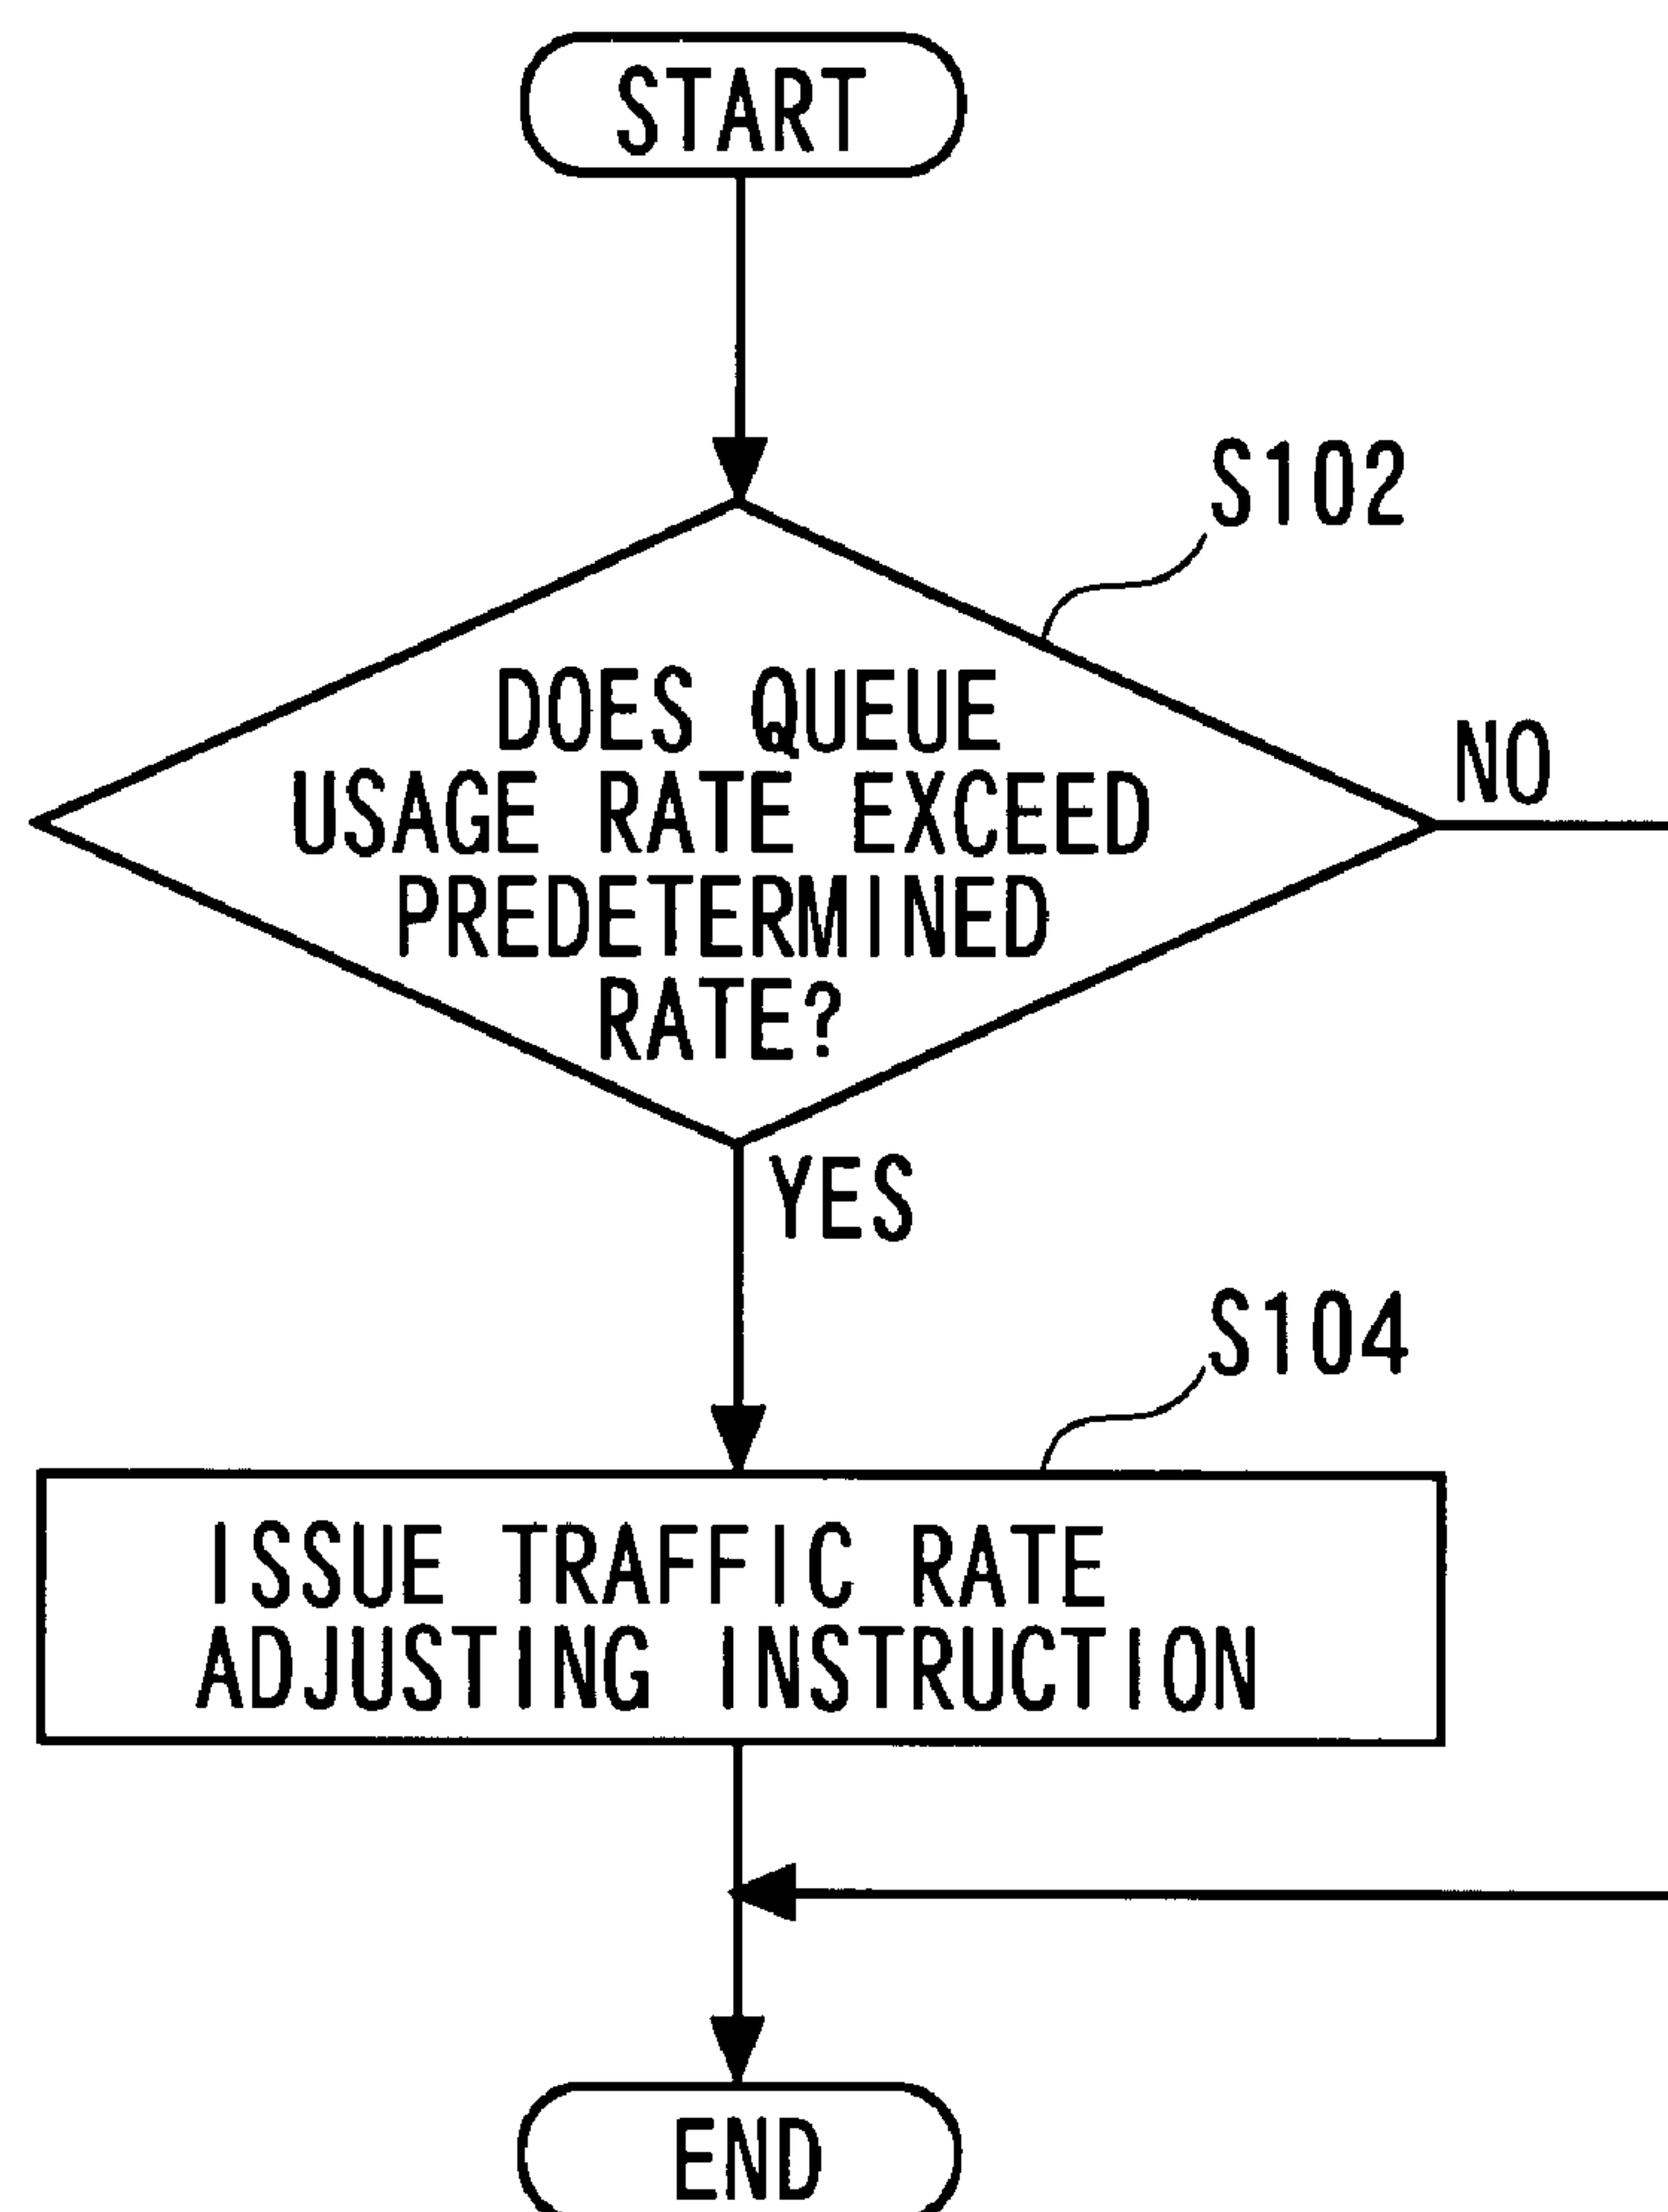 START
S102
DOES QUEUE
USAGE RATE EXCEED
PREDETERMINED
RATE?
NO
YES
S104
ISSUE TRAFFIC RATE
ADJUSTING INSTRUCTION
END